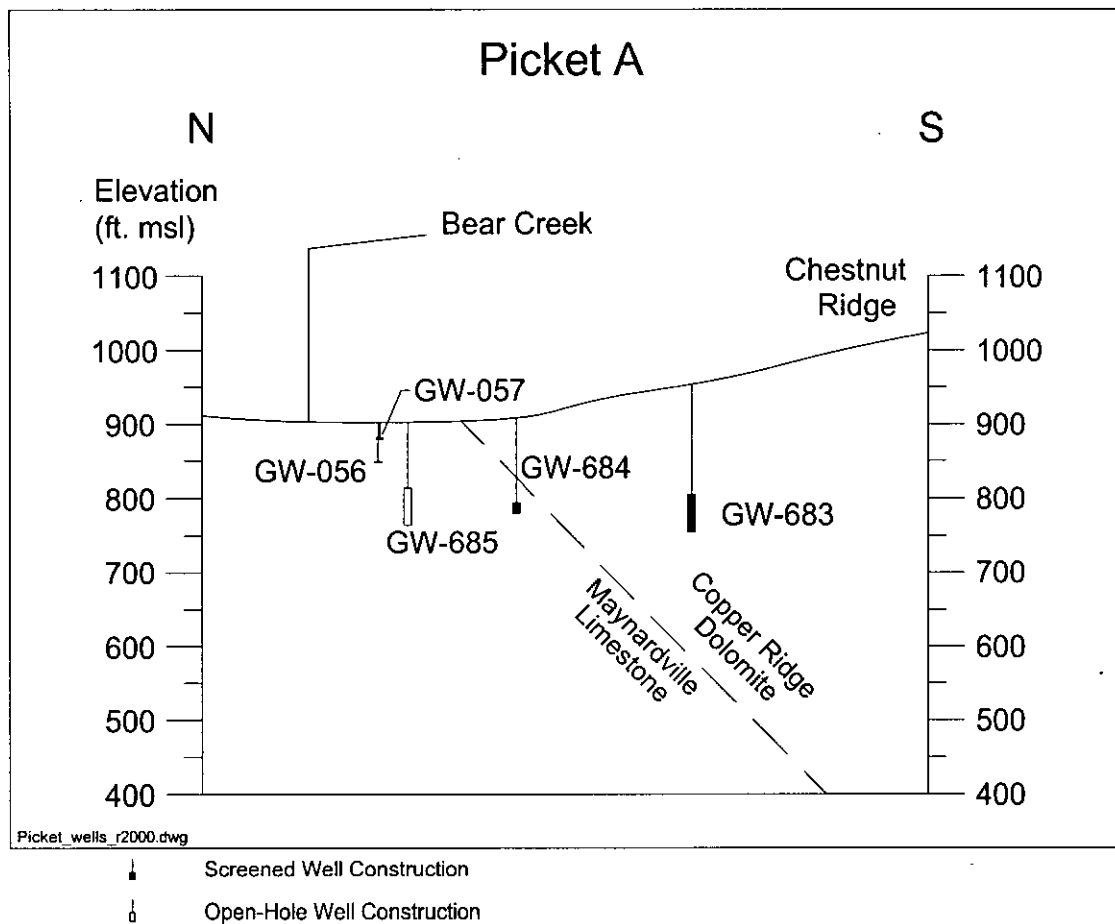 Picket A
N
S
Elevation
(ft. msl)
Bear Creek
Chestnut
Ridge
1100
1000
900
800
700
600
500
400
1100
1000
900
800
700
600
500
400
GW-057
GW-056
GW-684
GW-685
GW-683
Maynardville
Limestone
Copper Ridge
Dolomite
Picket_wells_r2000.dwg
Screened Well Construction
Open-Hole Well Construction